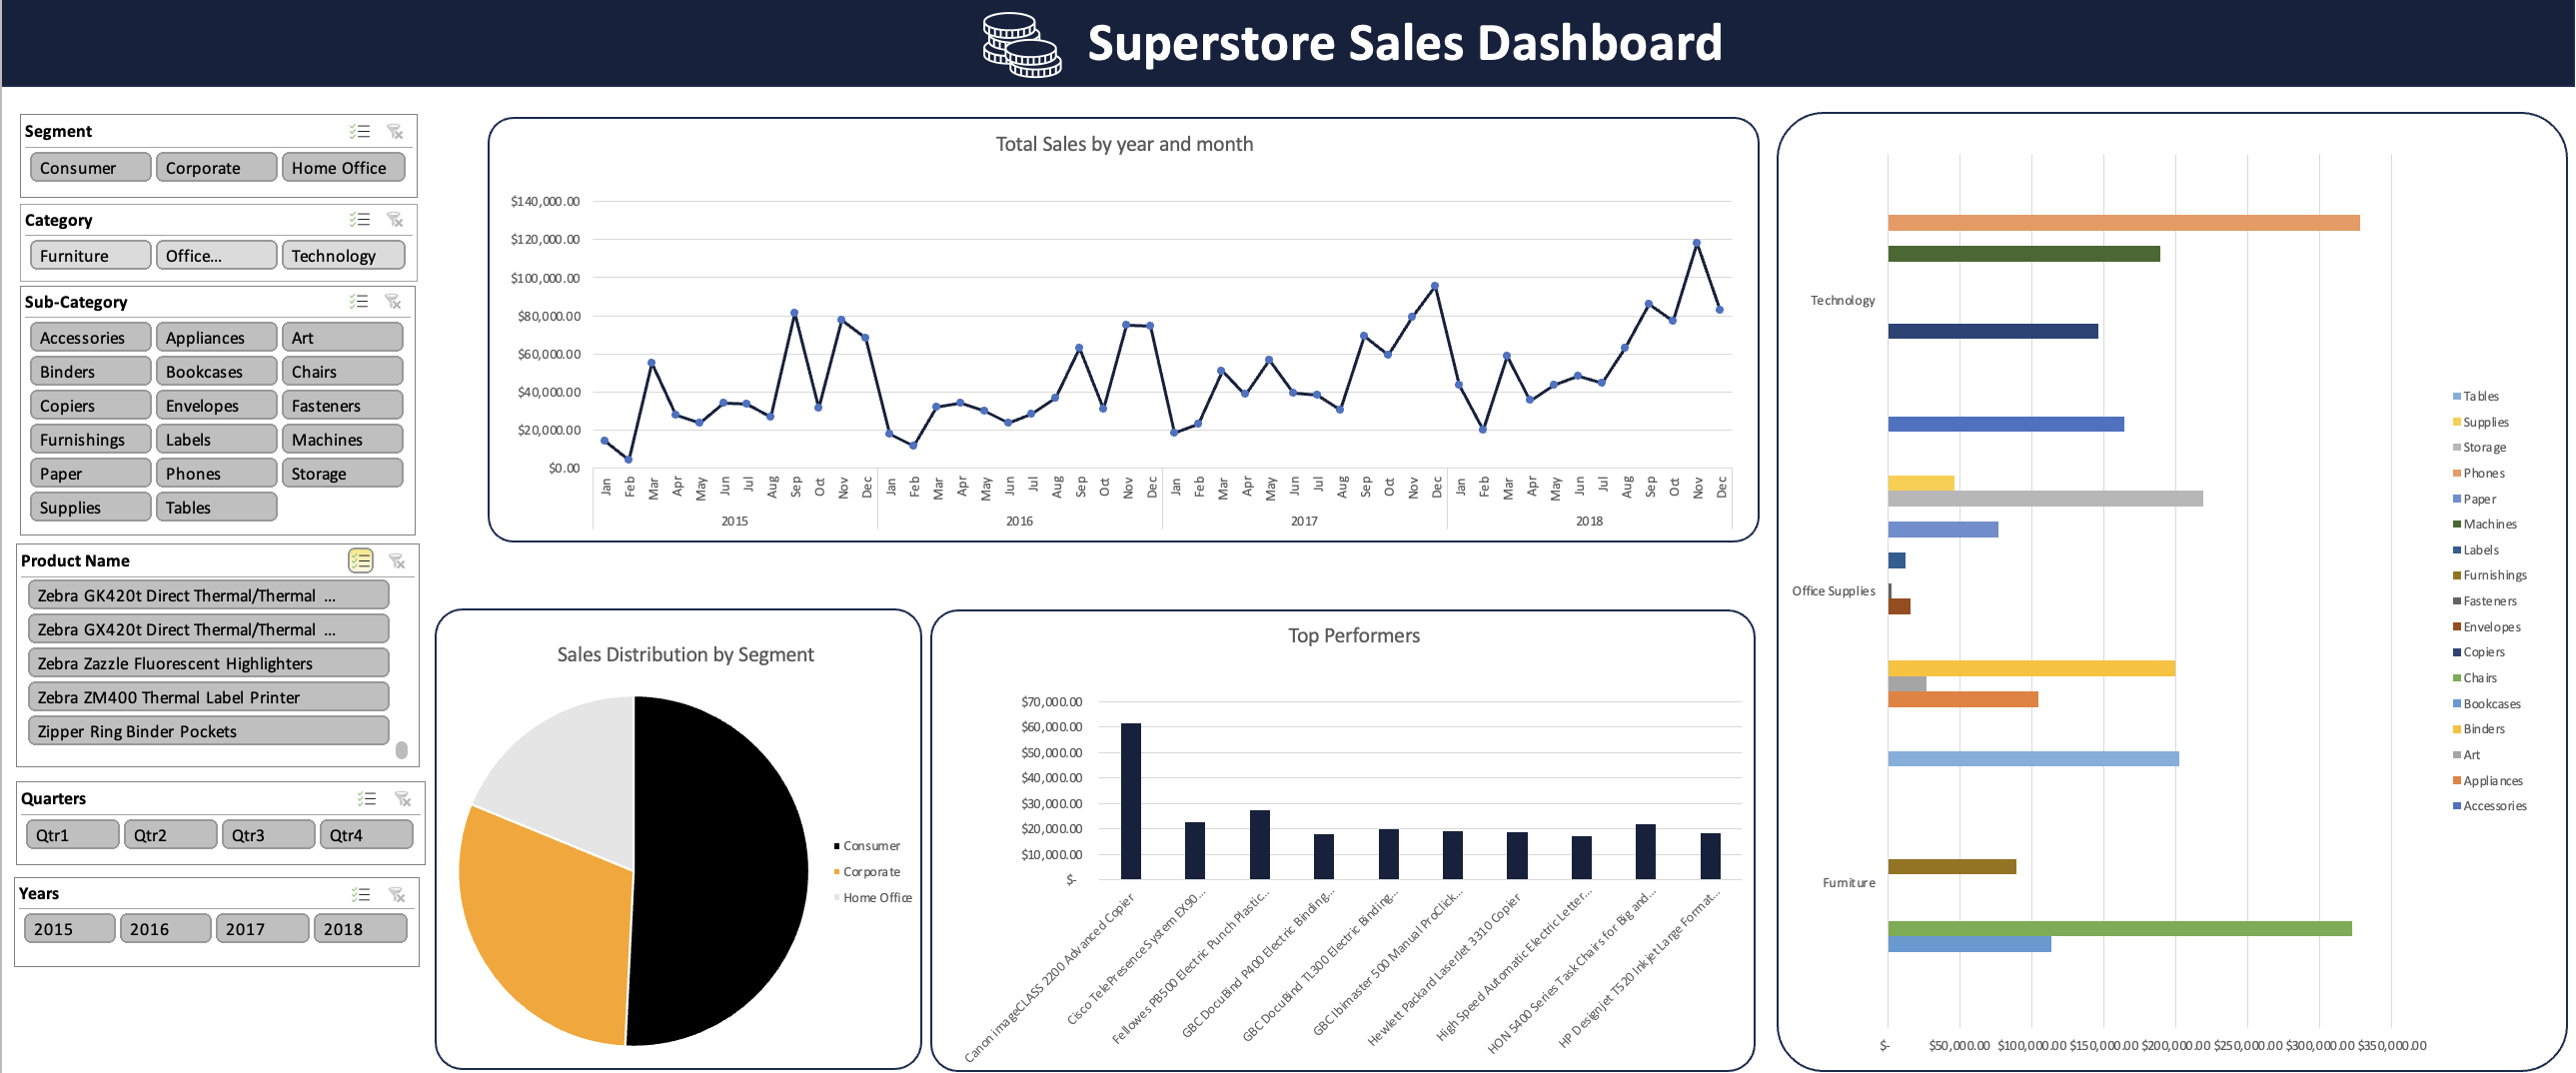 Superstore Sales Dashboard
Segment
Consumer Corporate Home Office
Category
Furniture Office... Technology
Sub-Category
Accessories Appliances Art
Binders Bookcases Chairs
Copiers Envelopes Fasteners
Furnishings Labels Machines
Paper Phones Storage
Supplies Tables
Product Name
Zebra GK420t Direct Thermal/Thermal ...
Zebra GX420t Direct Thermal/Thermal ...
Zebra Zazzle Fluorescent Highlighters
Zebra ZM400 Thermal Label Printer
Zipper Ring Binder Pockets
Quarters
Qtr1 Qtr2 Qtr3 Qtr4
Years
2015 2016 2017 2018
Total Sales by year and month
$140,000.00
$120,000.00
$100,000.00
$80,000.00
$60,000.00
$40,000.00
$20,000.00
$0.00
Jan Feb Mar Apr May Jun Jul Aug Sep Oct Nov Dec Jan Feb Mar Apr May Jun Jul Aug Sep Oct Nov Dec Jan Feb Mar Apr May Jun Jul Aug Sep Oct Nov Dec Jan Feb Mar Apr May Jun Jul Aug Sep Oct Nov Dec
2015 2016 2017 2018
Sales Distribution by Segment
Consumer
Corporate
Home Office
Top Performers
$70,000.00
$60,000.00
$50,000.00
$40,000.00
$30,000.00
$20,000.00
$10,000.00
$-
Canon imageCLASS 2200 Advanced Copier
Cisco TelePresence System EX90...
Fellowes PB500 Electric Punch Plastic...
GBC DocuBind P400 Electric Binding...
GBC DocuBind TL300 Electric Binding...
GBC Ibimaster 500 Manual ProClick...
Hewlett Packard LaserJet 3310 Copier
High Speed Automatic Electric Letter...
HON 5400 Series Task Chairs for Big and...
HP Designjet T520 Inkjet Large Format...
Technology
Office Supplies
Furniture
$- $50,000.00 $100,000.00 $150,000.00 $200,000.00 $250,000.00 $300,000.00 $350,000.00
Tables
Supplies
Storage
Phones
Paper
Machines
Labels
Furnishings
Fasteners
Envelopes
Copiers
Chairs
Bookcases
Binders
Art
Appliances
Accessories